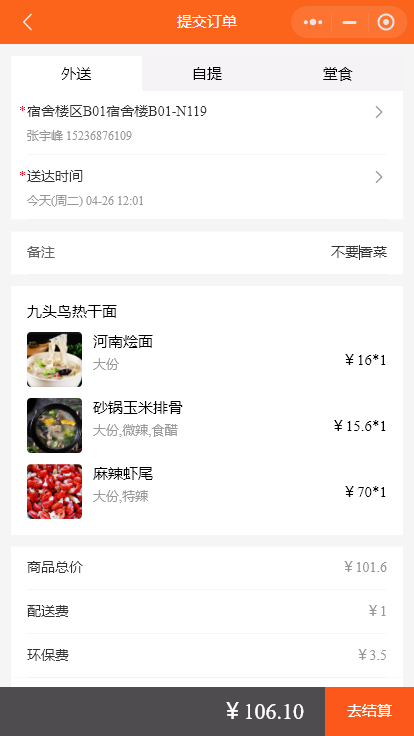 提交订单
外送
自提
堂食
*宿舍楼区B01宿舍楼B01-N119
张宇峰 15236876109
*送达时间
今天(周二) 04-26 12:01
备注
不要香菜
九头鸟热干面
河南烩面
大份
￥16*1
砂锅玉米排骨
大份,微辣,食醋
￥15.6*1
麻辣虾尾
大份,特辣
￥70*1
商品总价
￥101.6
配送费
￥1
环保费
￥3.5
￥106.10
去结算